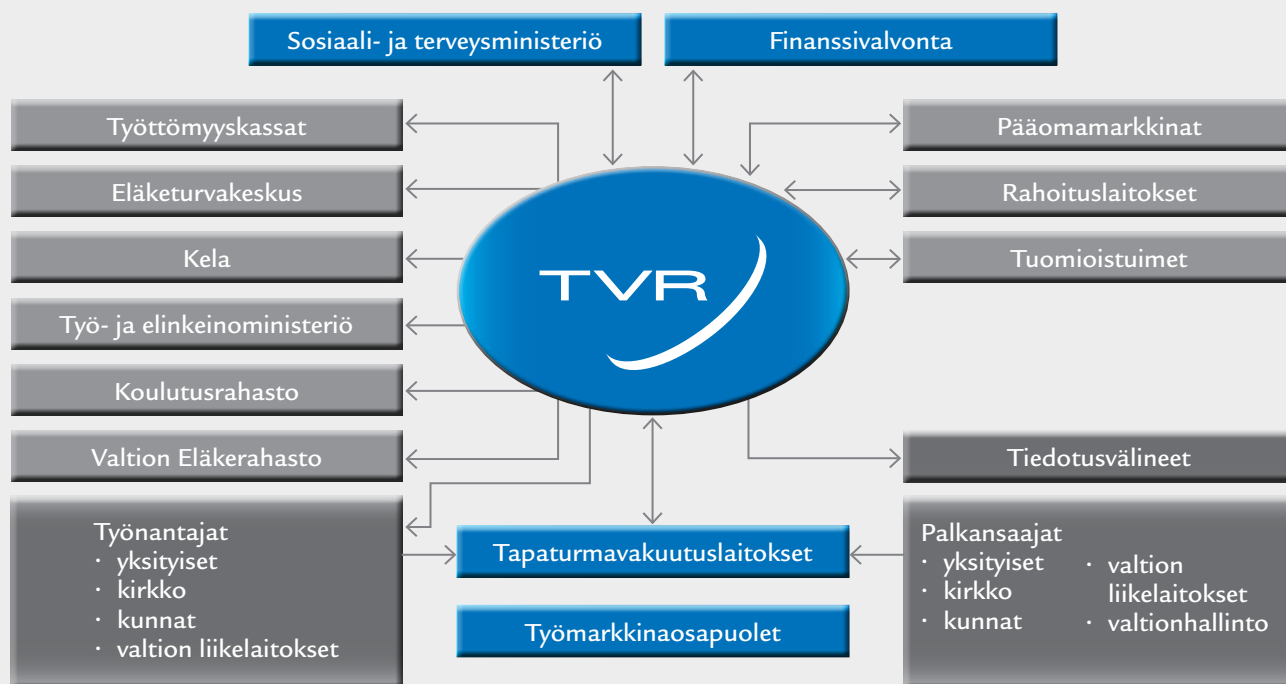 Sosiaali- ja terveysministeriö
Finanssivalvonta
Työttömyyskassat
Eläketurvakeskus
Kela
Työ- ja elinkeinoministeriö
Koulutusrahasto
Valtion Eläkerahasto
TVR
Pääomamarkkinat
Rahoituslaitokset
Tuomioistuimet
Tiedotusvälineet
Työnantajat
· yksityiset
· kirkko
· kunnat
· valtion liikelaitokset
Tapaturmavakuutuslaitokset
Työmarkkinaosapuolet
Palkansaajat
· yksityiset
· kirkko
· kunnat
· valtion
liikelaitokset
· valtionhallinto